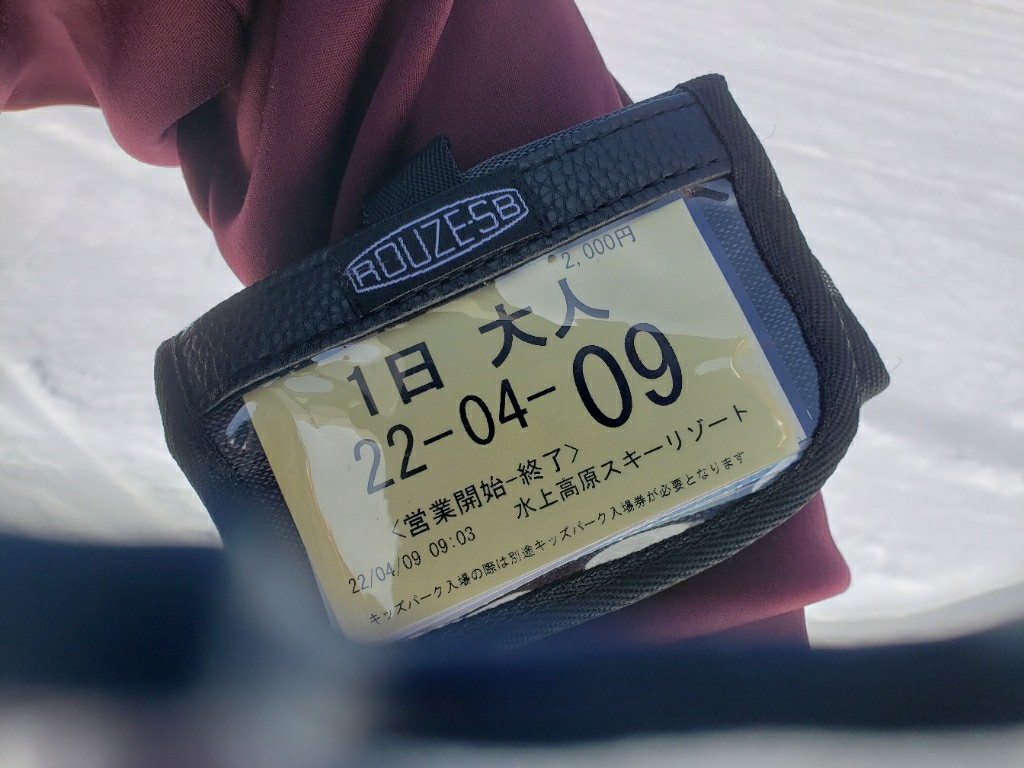 ROUZE-SB
2,000円
1日 大人
22-04-09
<営業開始-終了>
水上高原スキーリゾート
22/04/09 09:03
キッズパーク入場の際は別途キッズパーク入場券が必要となります